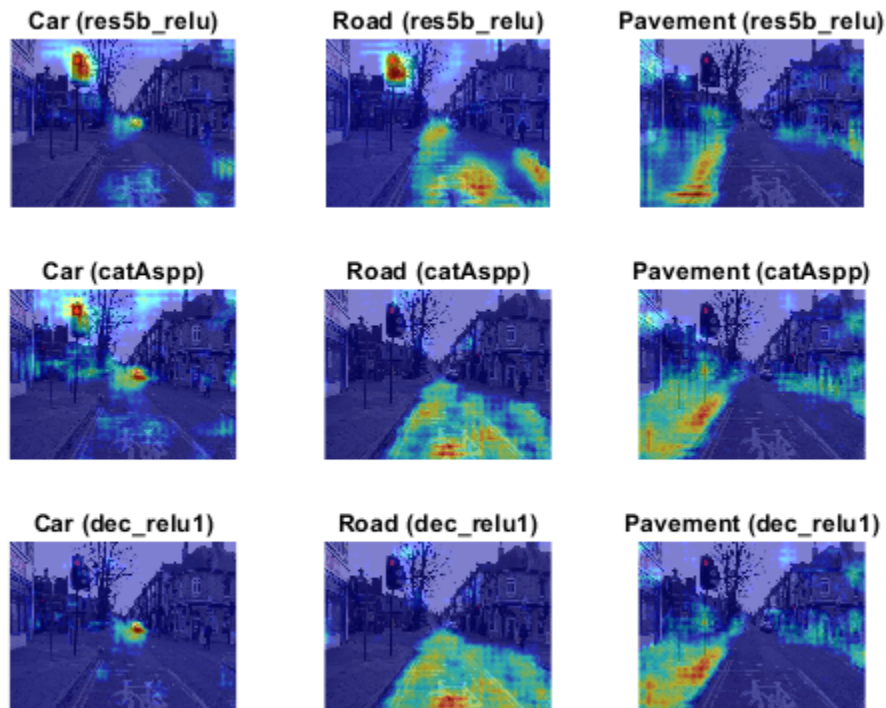 Car (res5b_relu) Road (res5b_relu) Pavement (res5b_relu)
Car (catAspp) Road (catAspp) Pavement (catAspp)
Car (dec_relu1) Road (dec_relu1) Pavement (dec_relu1)